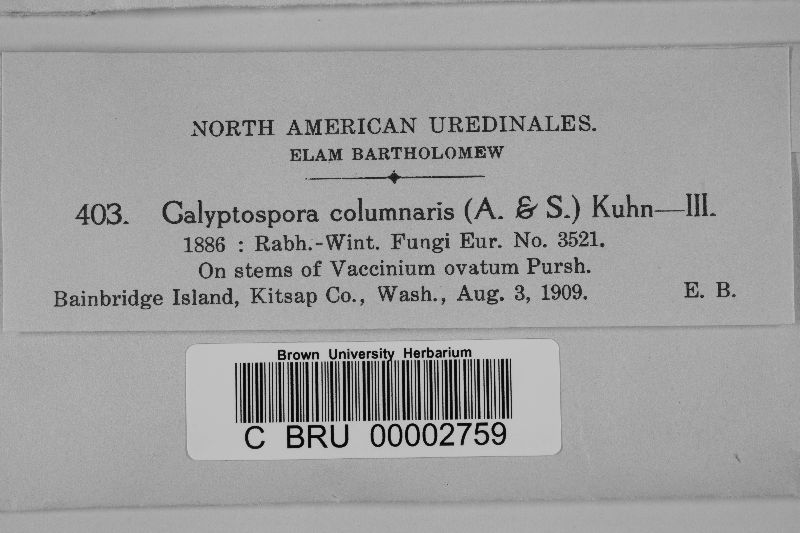 NORTH AMERICAN UREDINALES.
ELAM BARTHOLOMEW
403. Calyptospora columnaris (A. & S.) Kuhn—III.
1886 : Rabh.-Wint. Fungi Eur. No. 3521.
On stems of Vaccinium ovatum Pursh.
Bainbridge Island, Kitsap Co., Wash., Aug. 3, 1909. E. B.
Brown University Herbarium
C BRU 00002759